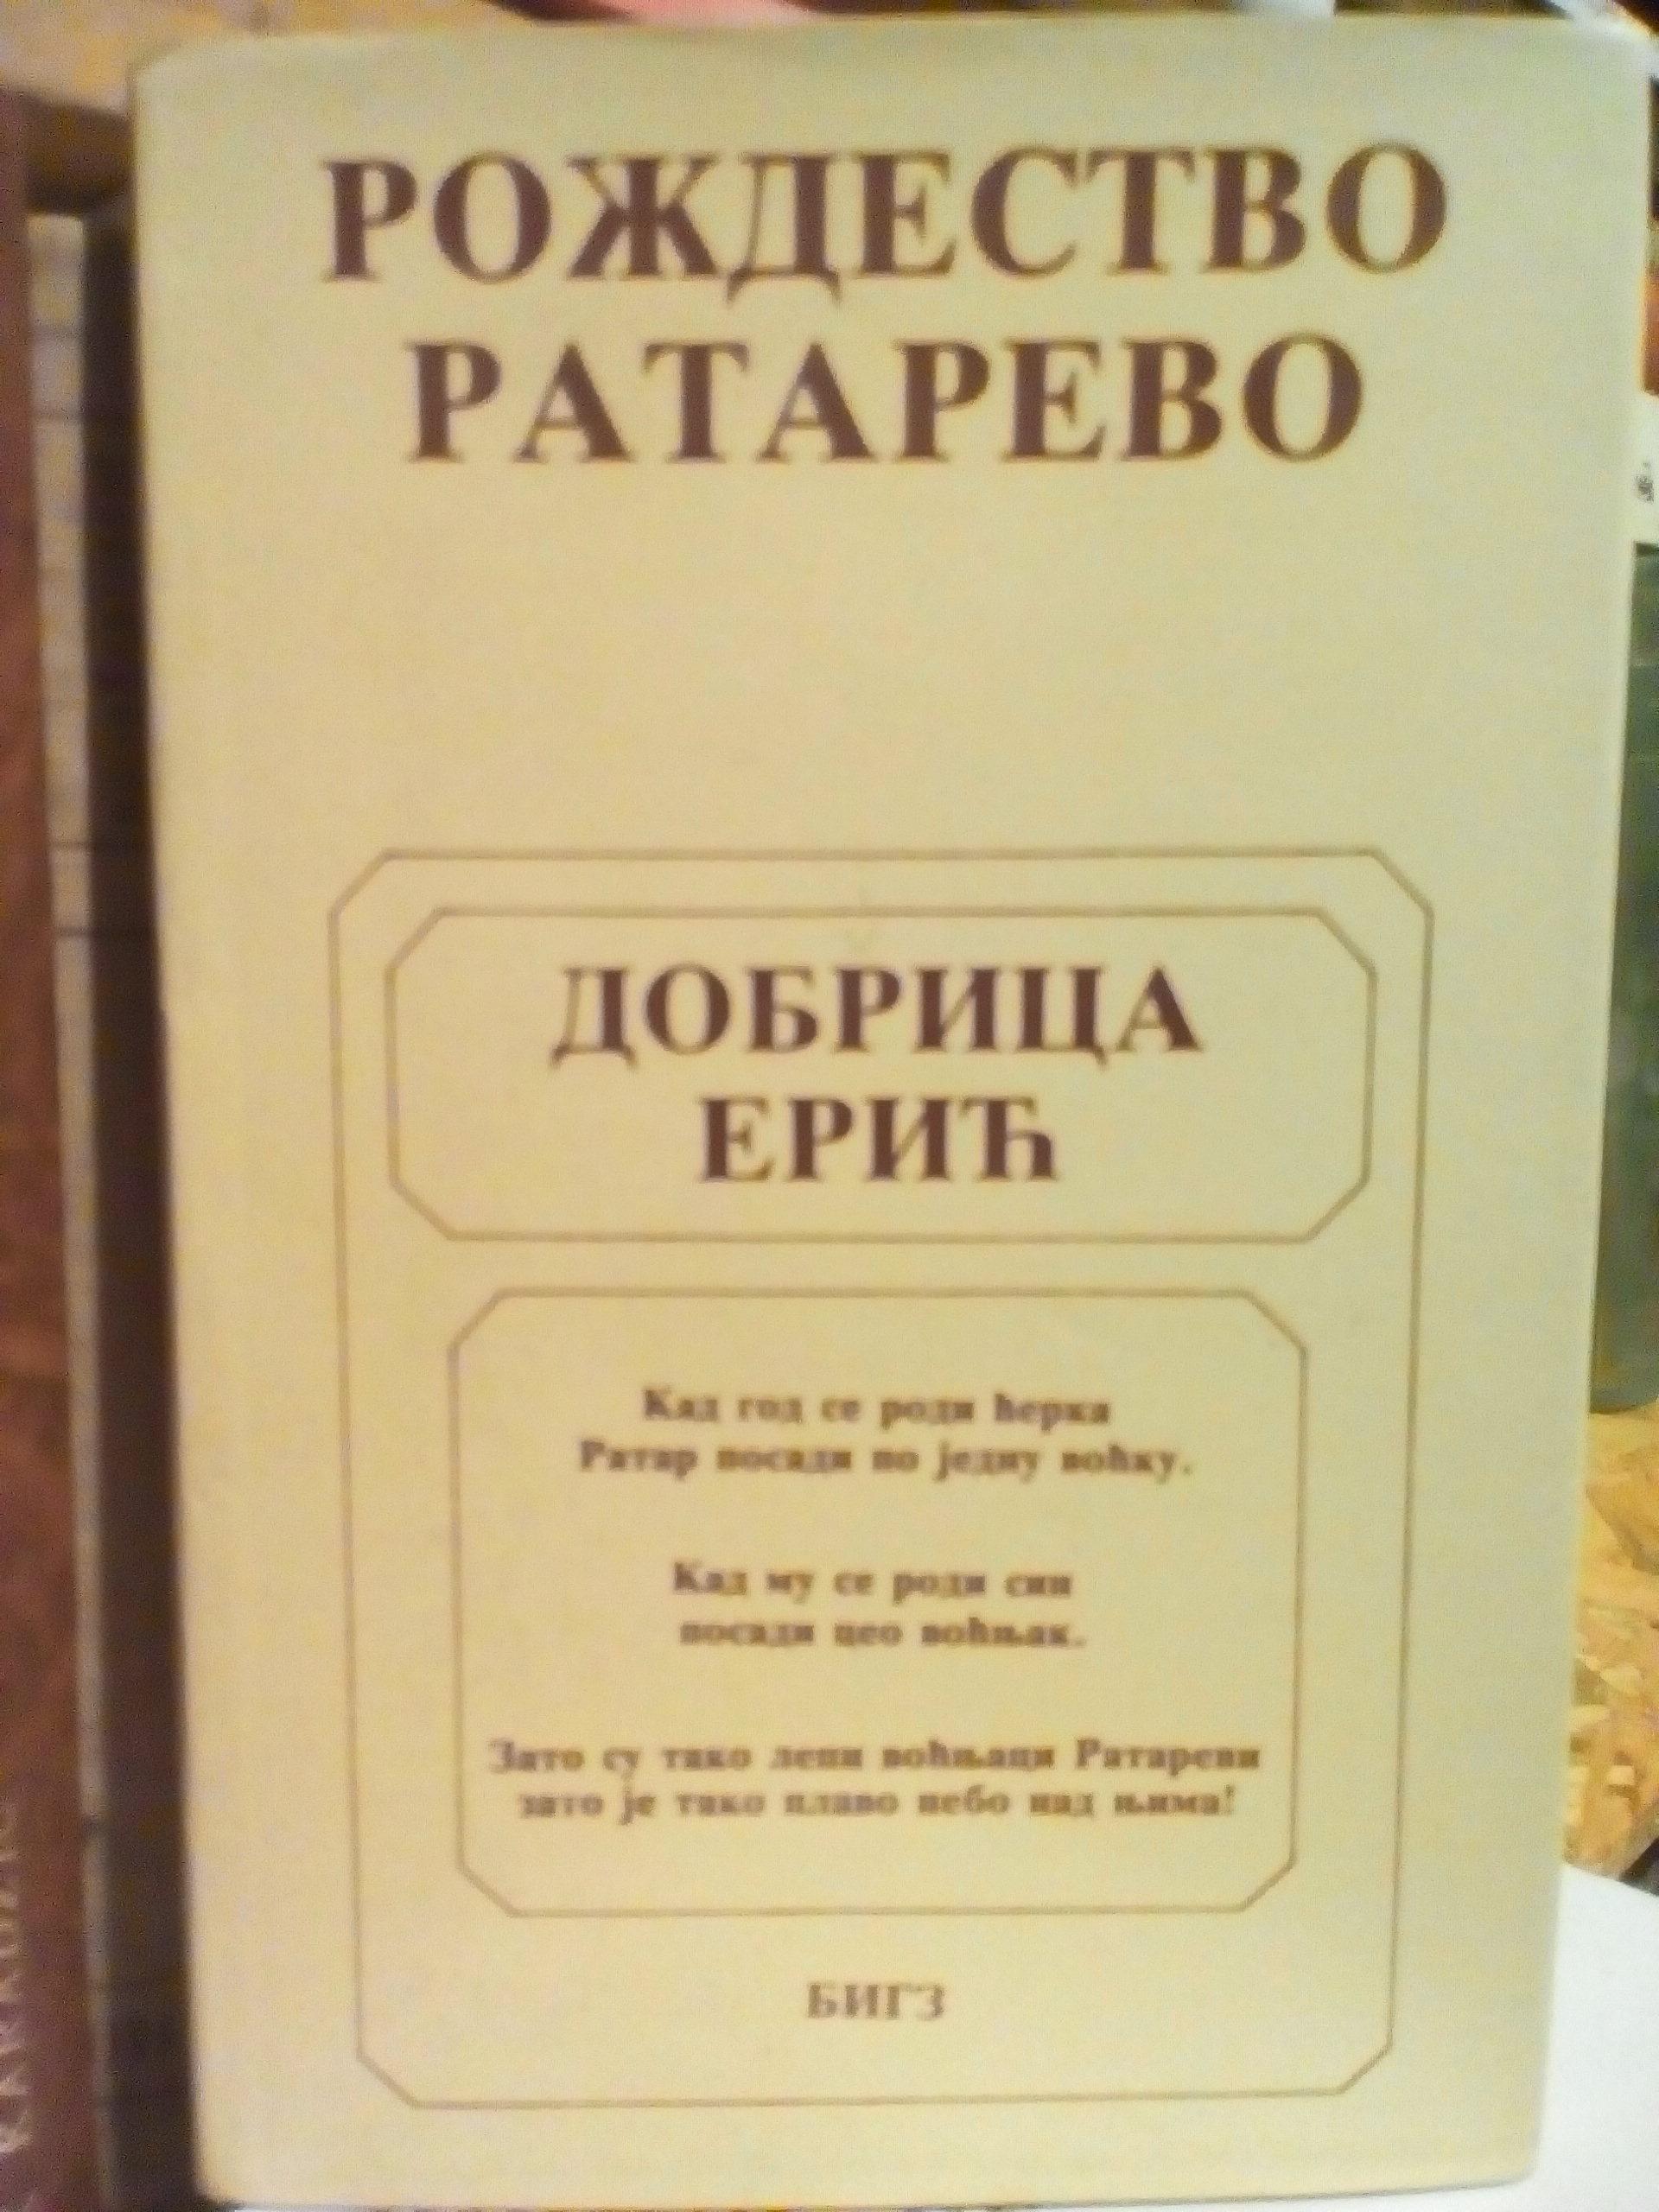 РОЖДЕСТВО
РАТАРЕВО
ДОБРИЦА
ЕРИЋ
Кад год се роди ћерка
Ратар посади по једну воћку.
Кад му се роди син
посади цео воћњак.
Зато су тако лепи воћњаци Ратареви
зато је тако плаво небо над њима!
БИГЗ